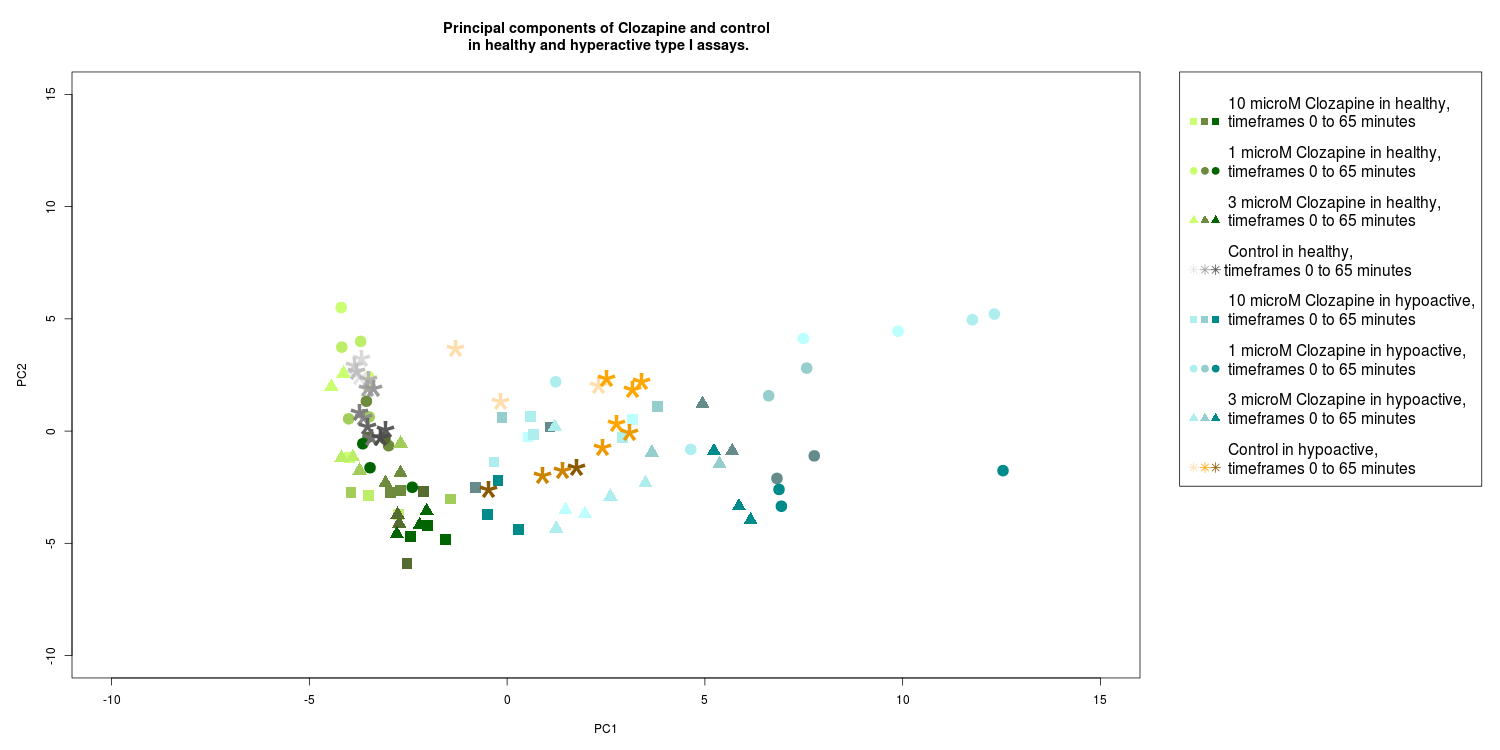 Principal components of Clozapine and control
in healthy and hyperactive type I assays.
15
10
5
0
-5
-10
PC2
-10
-5
0
5
10
15
PC1
10 microM Clozapine in healthy,
timeframes 0 to 65 minutes
1 microM Clozapine in healthy,
timeframes 0 to 65 minutes
3 microM Clozapine in healthy,
timeframes 0 to 65 minutes
Control in healthy,
timeframes 0 to 65 minutes
10 microM Clozapine in hypoactive,
timeframes 0 to 65 minutes
1 microM Clozapine in hypoactive,
timeframes 0 to 65 minutes
3 microM Clozapine in hypoactive,
timeframes 0 to 65 minutes
Control in hypoactive,
timeframes 0 to 65 minutes